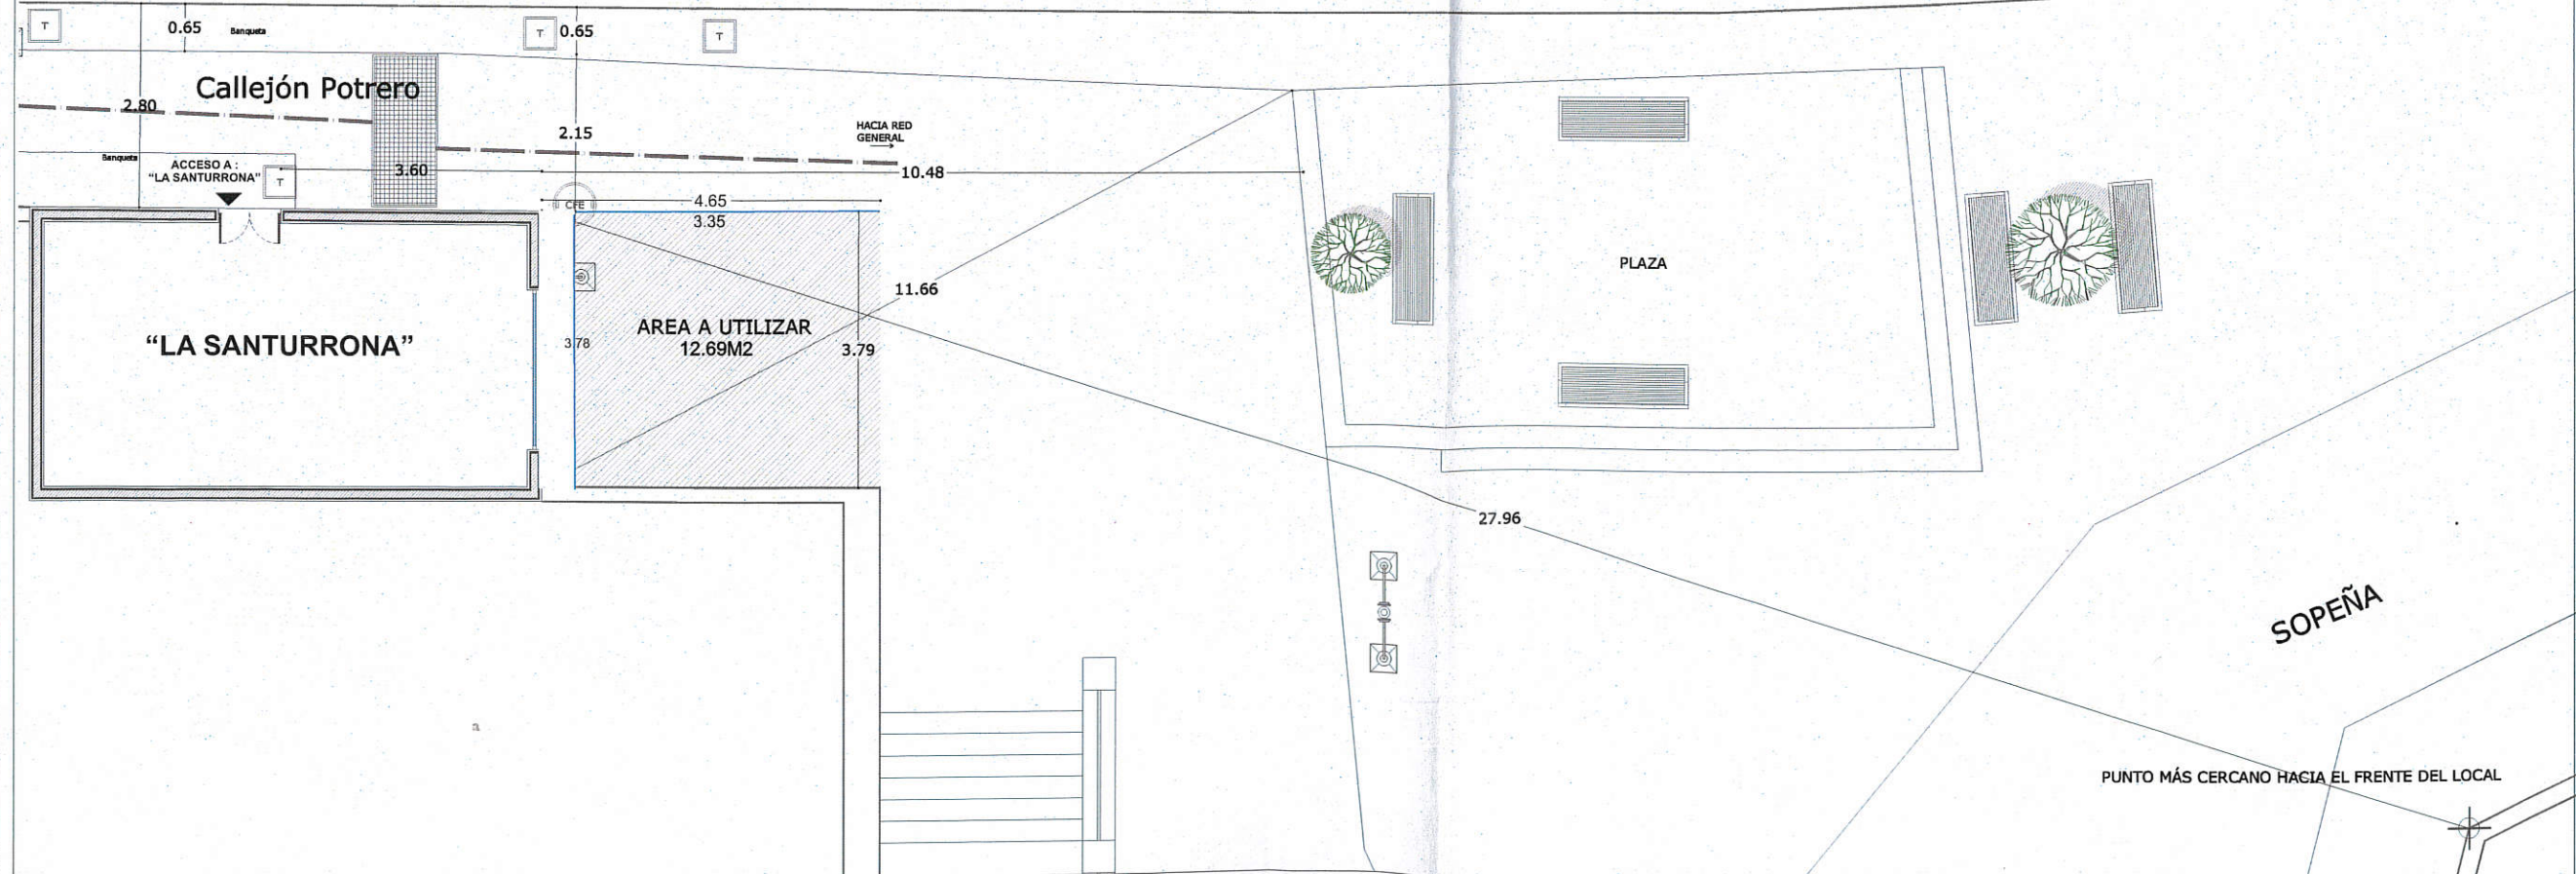 T
0.65
Banqueta
T
0.65
T
Callejón Potrero
2.80
2.15
HACIA RED
GENERAL
Banqueta
ACCESO A :
"LA SANTURRONA"
T
3.60
10.48
CFE
4.65
3.35
PLAZA
11.66
"LA SANTURRONA"
3.78
AREA A UTILIZAR
12.69M2
3.79
27.96
SOPEÑA
a
PUNTO MÁS CERCANO HACIA EL FRENTE DEL LOCAL